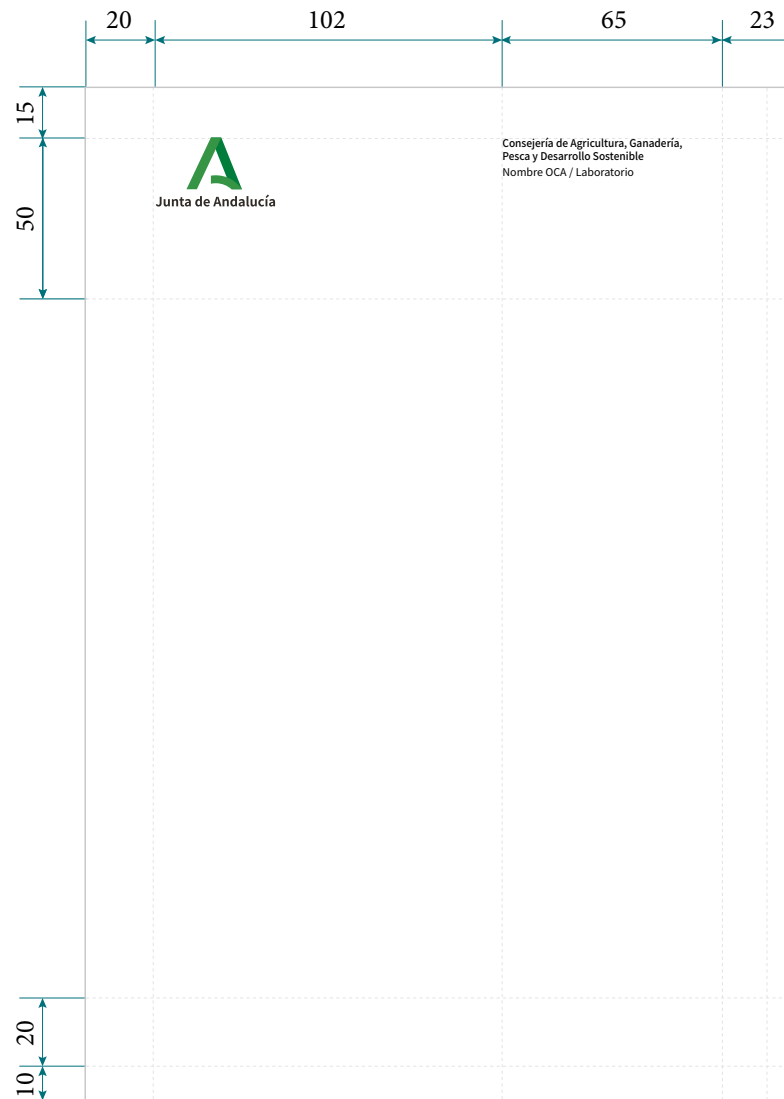 20 102 65 23
15
Consejería de Agricultura, Ganadería,
Pesca y Desarrollo Sostenible
Nombre OCA / Laboratorio
Junta de Andalucía
50
20
10